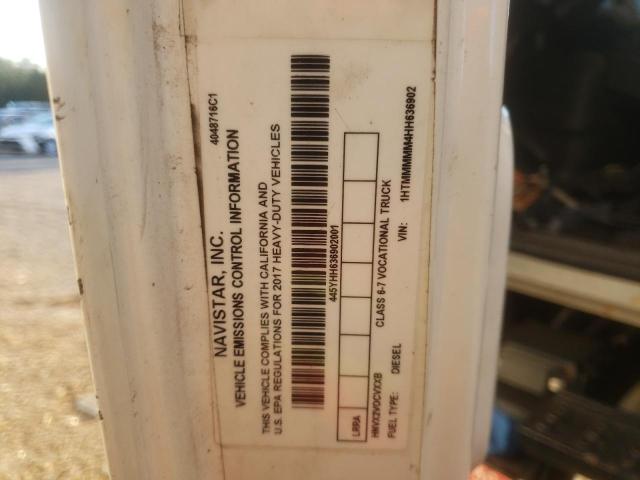 4048716C1
NAVISTAR, INC.
VEHICLE EMISSIONS CONTROL INFORMATION
THIS VEHICLE COMPLIES WITH CALIFORNIA AND
U.S. EPA REGULATIONS FOR 2017 HEAVY-DUTY VEHICLES
445YHH636902001
LRRA
HNVX2VOCVXXB CLASS 6-7 VOCATIONAL TRUCK
FUEL TYPE: DIESEL VIN: 1HTMMMMM4HH636902